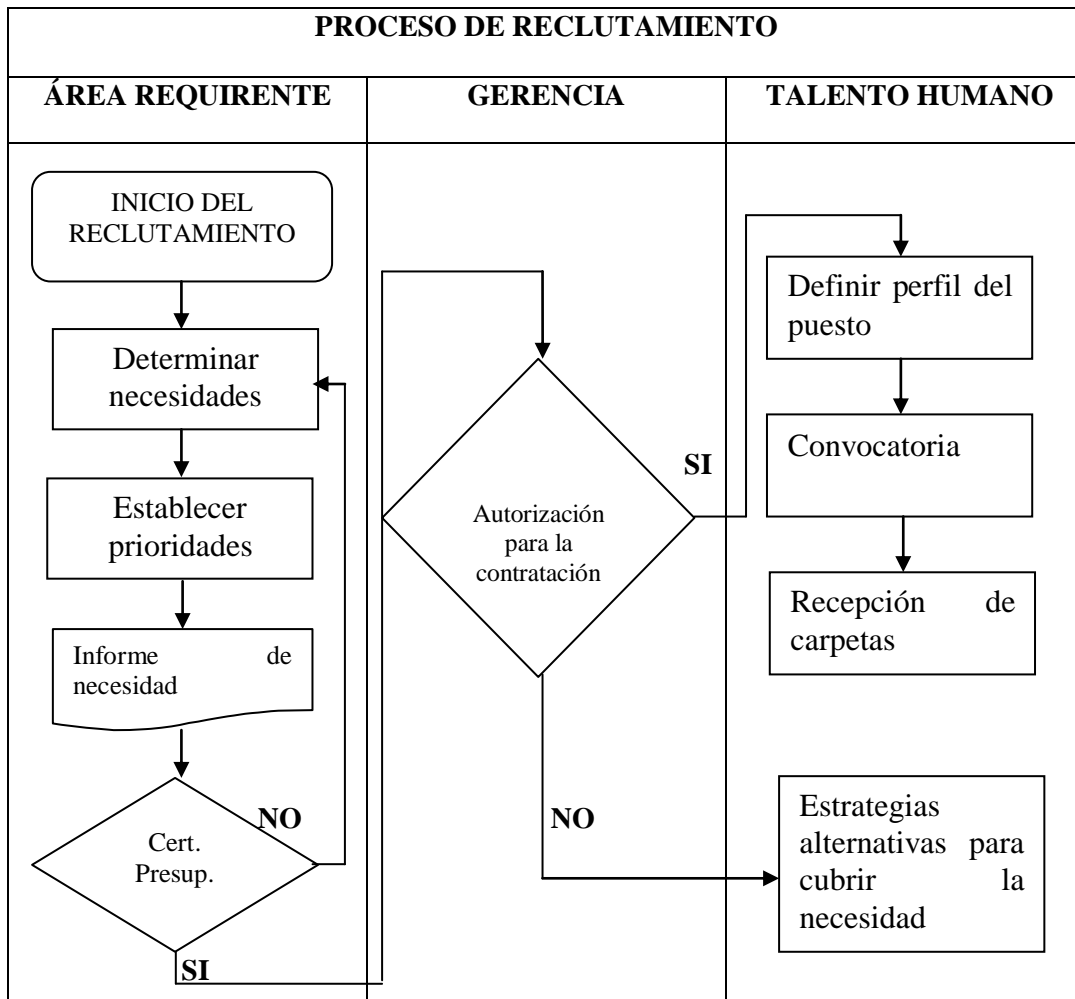 PROCESO DE RECLUTAMIENTO
ÁREA REQUIRENTE
GERENCIA
TALENTO HUMANO
INICIO DEL
RECLUTAMIENTO
Determinar
necesidades
Establecer
prioridades
Informe de
necesidad
Cert.
Presup.
NO
SI
Autorización
para la
contratación
SI
NO
Definir perfil del
puesto
Convocatoria
Recepción de
carpetas
Estrategias
alternativas para
cubrir la
necesidad